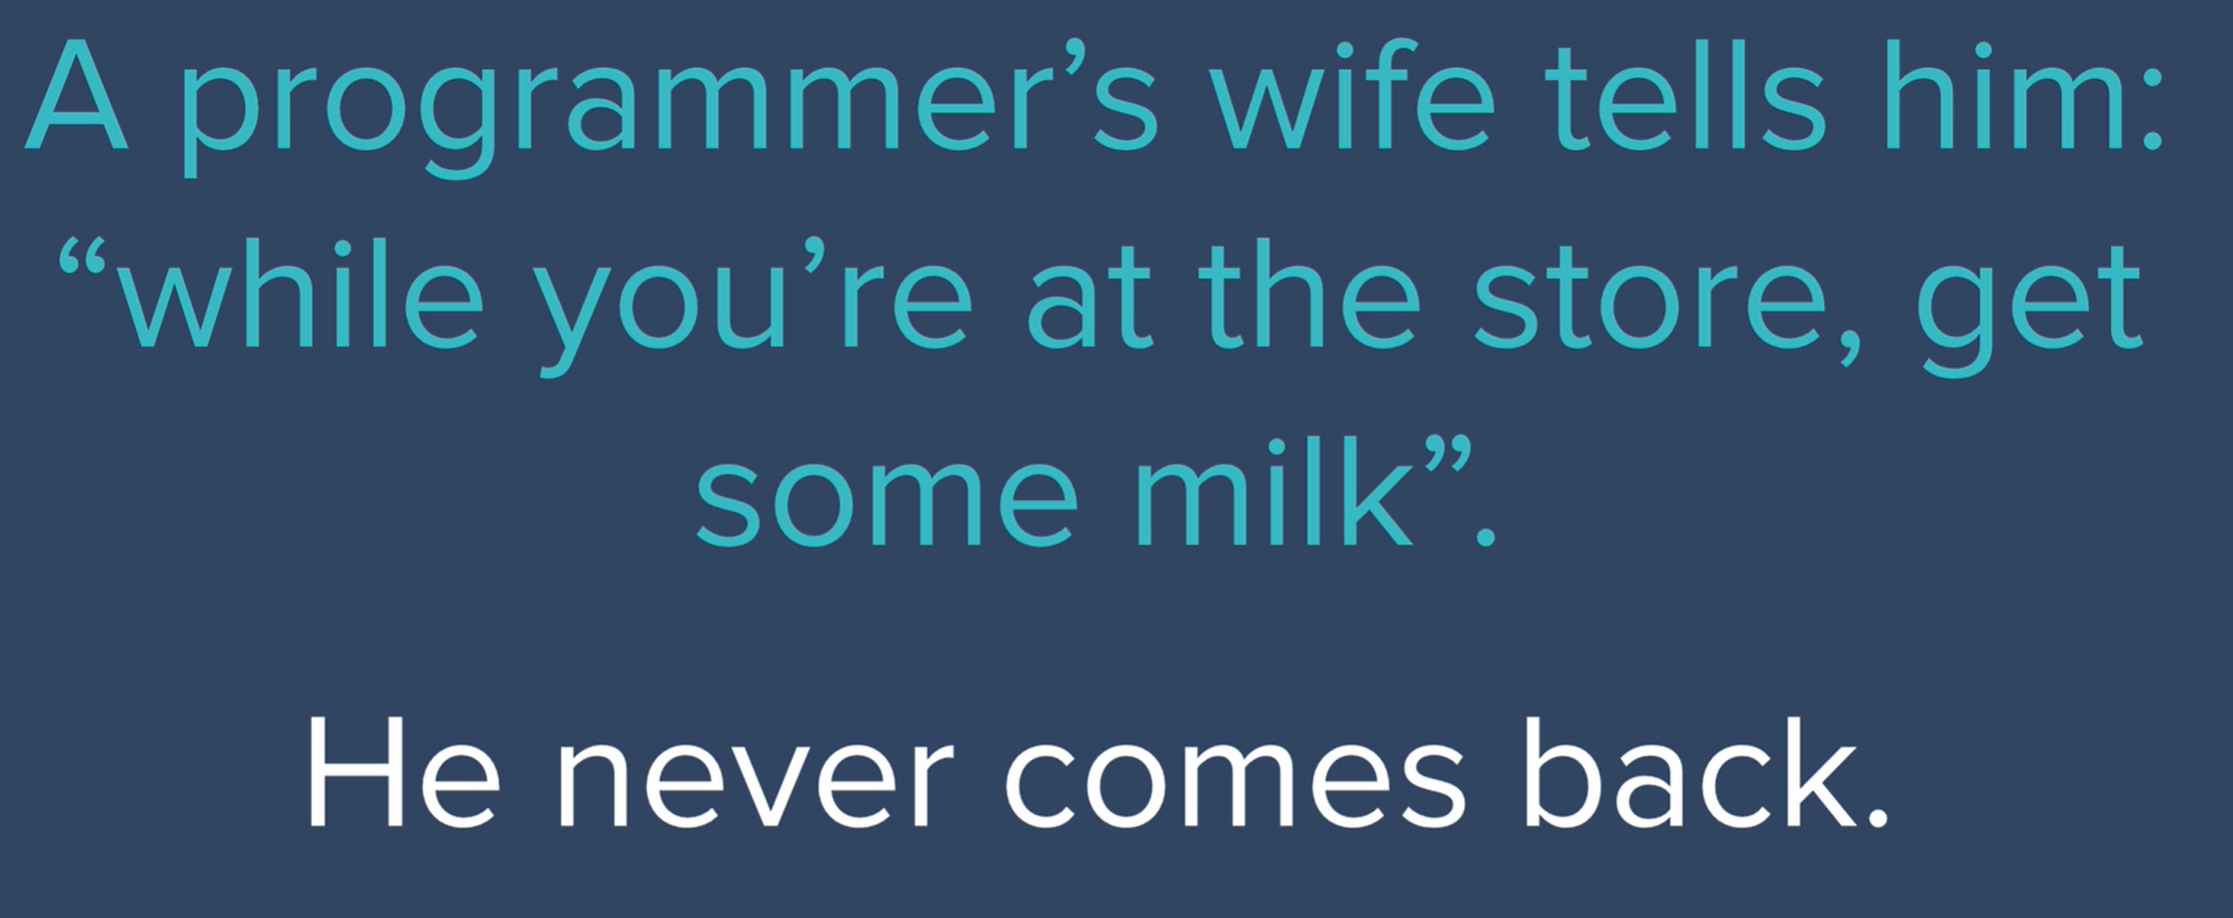 A programmer’s wife tells him:
“while you’re at the store, get
some milk”.
He never comes back.